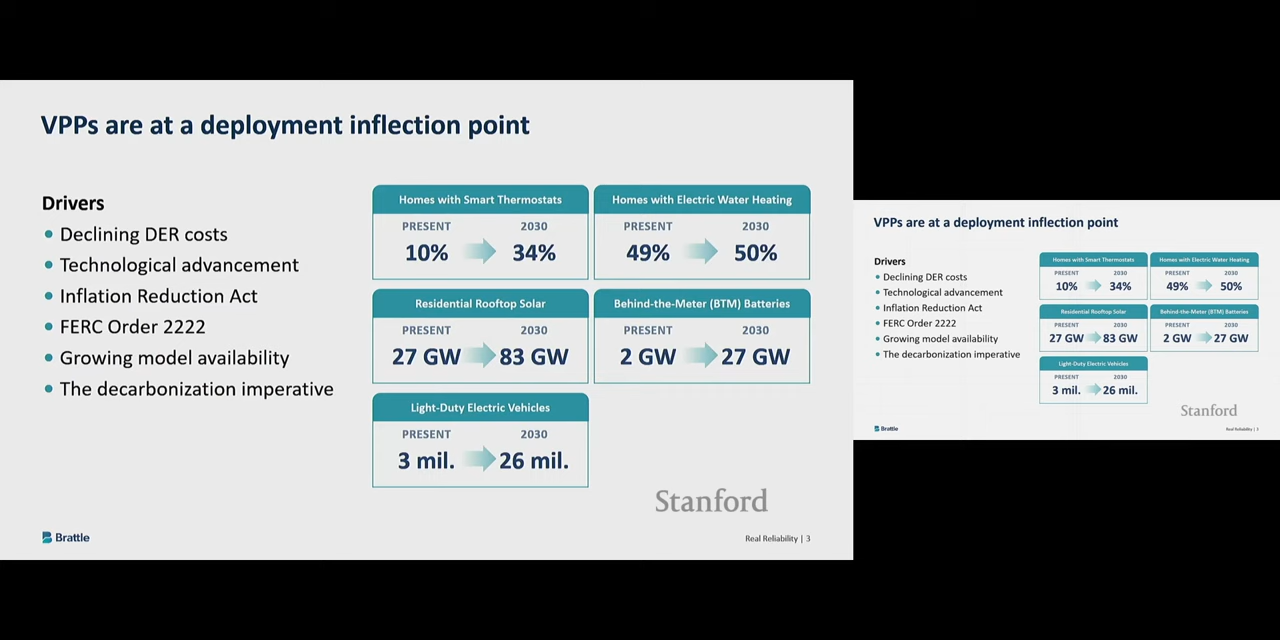 VPPs are at a deployment inflection point
Drivers
Declining DER costs
Technological advancement
Inflation Reduction Act
FERC Order 2222
Growing model availability
The decarbonization imperative
Homes with Smart Thermostats
PRESENT 2030
10% 34%
Homes with Electric Water Heating
PRESENT 2030
49% 50%
Residential Rooftop Solar
PRESENT 2030
27 GW 83 GW
Behind-the-Meter (BTM) Batteries
PRESENT 2030
2 GW 27 GW
Light-Duty Electric Vehicles
PRESENT 2030
3 mil. 26 mil.
Stanford
Brattle
Real Reliability | 3
VPPs are at a deployment inflection point
Drivers
Declining DER costs
Technological advancement
Inflation Reduction Act
FERC Order 2222
Growing model availability
The decarbonization imperative
Homes with Smart Thermostats
PRESENT 2030
10% 34%
Homes with Electric Water Heating
PRESENT 2030
49% 50%
Residential Rooftop Solar
PRESENT 2030
27 GW 83 GW
Behind-the-Meter (BTM) Batteries
PRESENT 2030
2 GW 27 GW
Light-Duty Electric Vehicles
PRESENT 2030
3 mil. 26 mil.
Stanford
Brattle
Real Reliability | 3